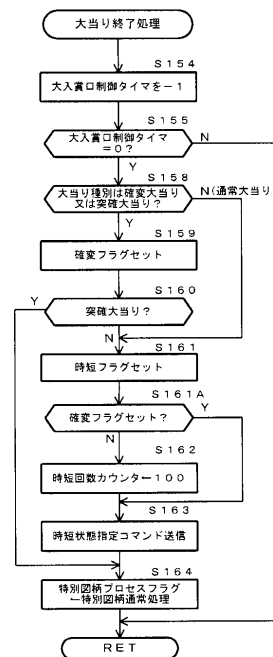 大当り終了処理
S154
大入賞口制御タイマを－１
S155
大入賞口制御タイマ
＝０？
N
Y
S158
大当り種別は確変大当り
又は突確大当り？
N(通常大当り)
Y
S159
確変フラグセット
S160
Y
突確大当り？
N
S161
時短フラグセット
S161A
確変フラグセット？
Y
N
S162
時短回数カウンター１００
S163
時短状態指定コマンド送信
S164
特別図柄プロセスフラグ
←特別図柄通常処理
RET